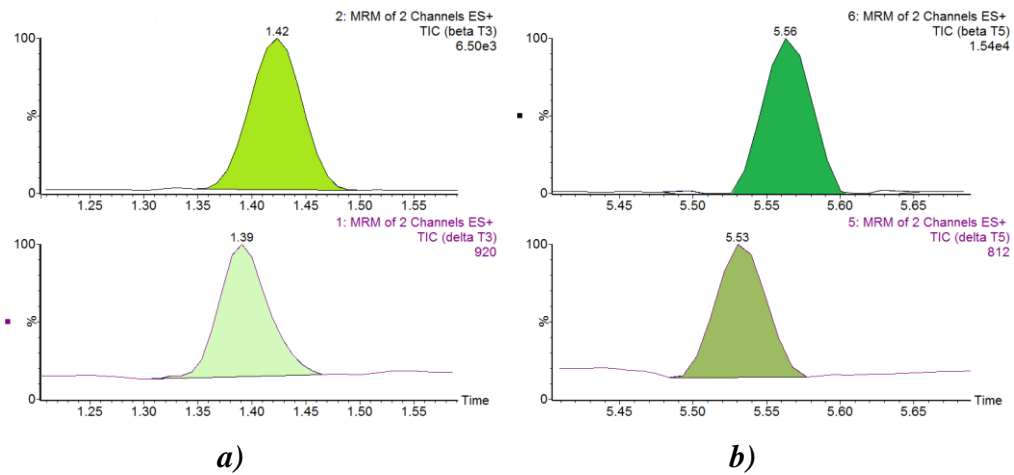 2: MRM of 2 Channels ES+
TIC (beta T3)
6.50e3
1.42
100
%
0
1.25 1.30 1.35 1.40 1.45 1.50 1.55
1: MRM of 2 Channels ES+
TIC (delta T3)
920
1.39
100
%
0
1.25 1.30 1.35 1.40 1.45 1.50 1.55
Time
a)
6: MRM of 2 Channels ES+
TIC (beta T5)
1.54e4
5.56
100
%
0
5.45 5.50 5.55 5.60 5.65
5: MRM of 2 Channels ES+
TIC (delta T5)
812
5.53
100
%
0
5.45 5.50 5.55 5.60 5.65
Time
b)